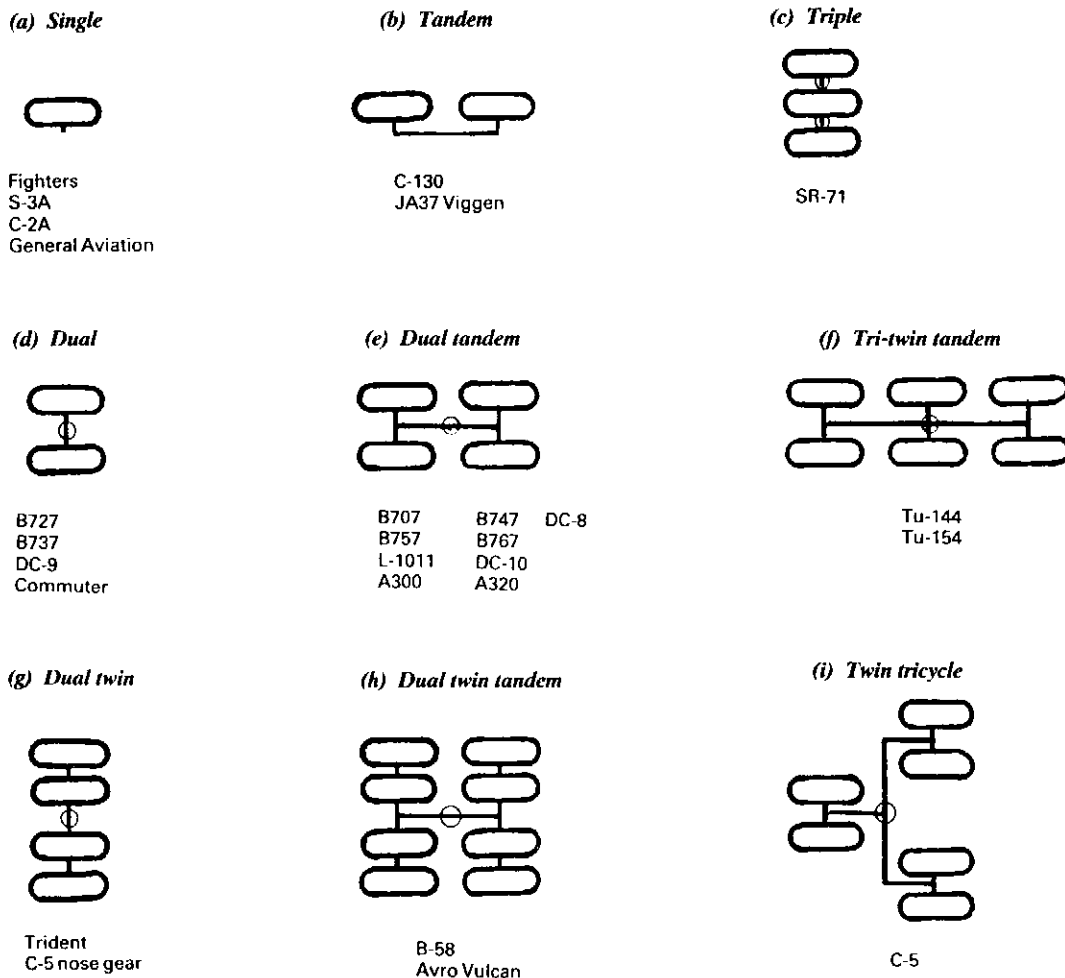 (a) Single
(b) Tandem
(c) Triple
Fighters
S-3A
C-2A
General Aviation
C-130
JA37 Viggen
SR-71
(d) Dual
(e) Dual tandem
(f) Tri-twin tandem
B727
B737
DC-9
Commuter
B707 B747 DC-8
B757 B767
L-1011 DC-10
A300 A320
Tu-144
Tu-154
(g) Dual twin
(h) Dual twin tandem
(i) Twin tricycle
Trident
C-5 nose gear
B-58
Avro Vulcan
C-5